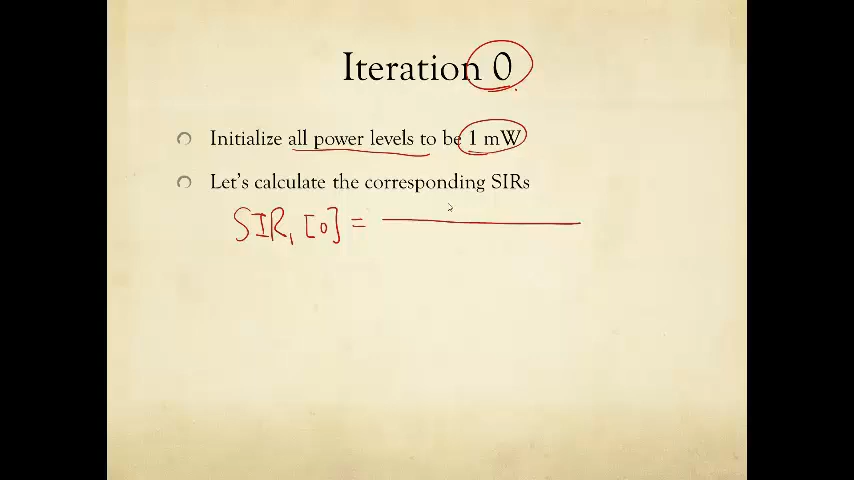 Iteration 0
Initialize all power levels to be 1 mW
Let's calculate the corresponding SIRs
SIR₁ [0] =